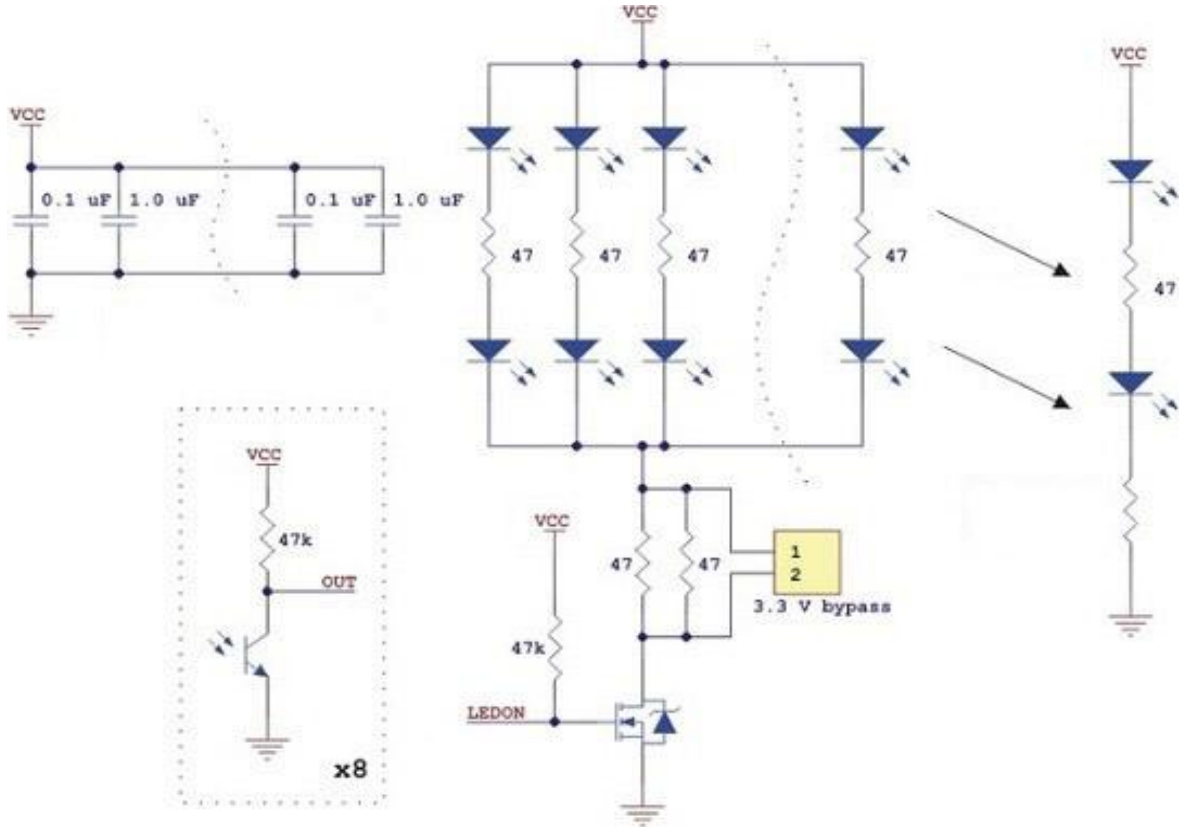 VCC
0.1 uF
1.0 uF
0.1 uF
1.0 uF
VCC
47
47
47
47
VCC
47
VCC
47k
OUT
x8
VCC
47k
LEDON
47
47
1
2
3.3 V bypass